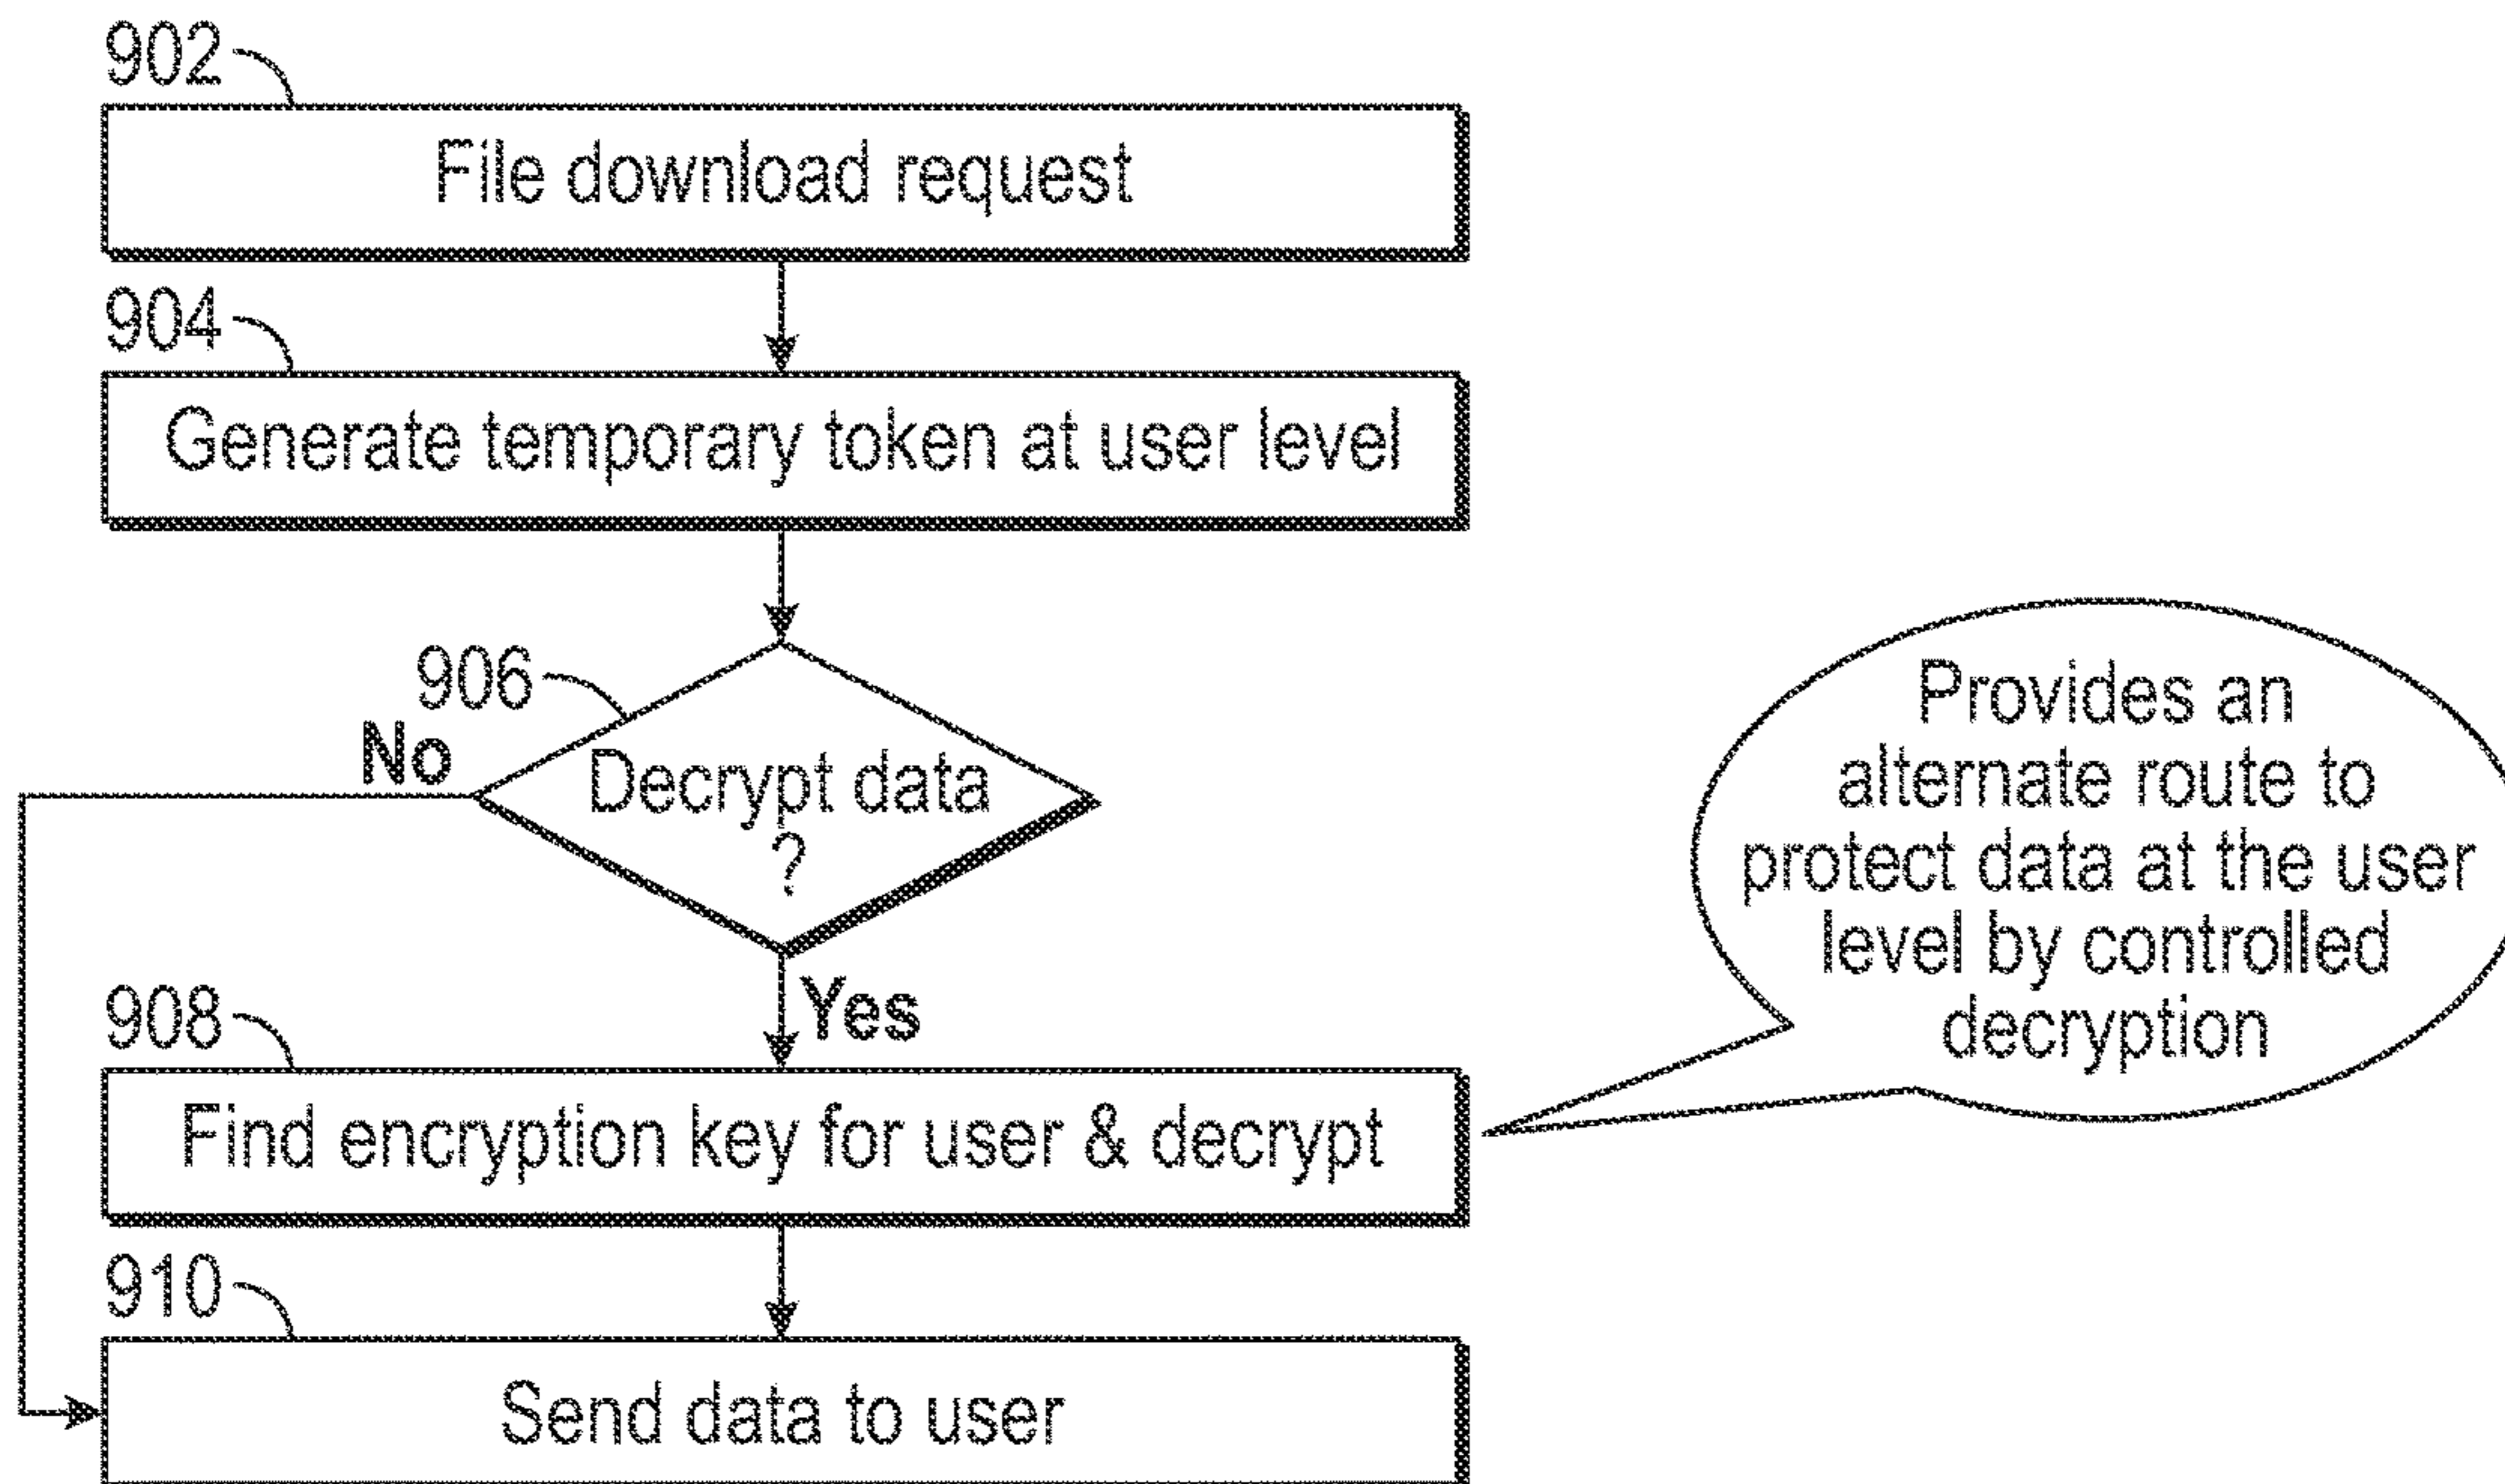 902
File download request
904
Generate temporary token at user level
906
No
Decrypt data
?
Yes
908
Find encryption key for user & decrypt
910
Send data to user
Provides an
alternate route to
protect data at the user
level by controlled
decryption